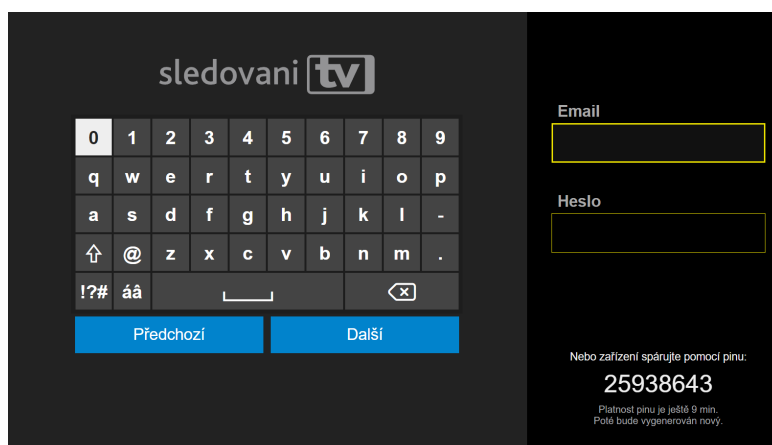 sledovani tv
0 1 2 3 4 5 6 7 8 9
q w e r t y u i o p
a s d f g h j k l -
@ z x c v b n m .
!?# áâ
Předchozí Další
Email
Heslo
Nebo zařízení spárujte pomocí pinu:
25938643
Platnost pinu je ještě 9 min.
Poté bude vygenerován nový.